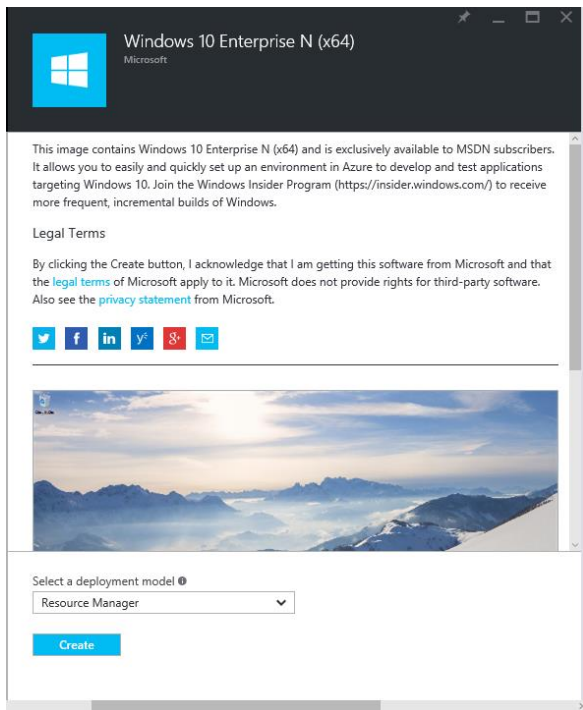 Windows 10 Enterprise N (x64)
Microsoft
This image contains Windows 10 Enterprise N (x64) and is exclusively available to MSDN subscribers.
It allows you to easily and quickly set up an environment in Azure to develop and test applications
targeting Windows 10. Join the Windows Insider Program (https://insider.windows.com/) to receive
more frequent, incremental builds of Windows.
Legal Terms
By clicking the Create button, I acknowledge that I am getting this software from Microsoft and that
the legal terms of Microsoft apply to it. Microsoft does not provide rights for third-party software.
Also see the privacy statement from Microsoft.
Select a deployment model
Resource Manager
Create